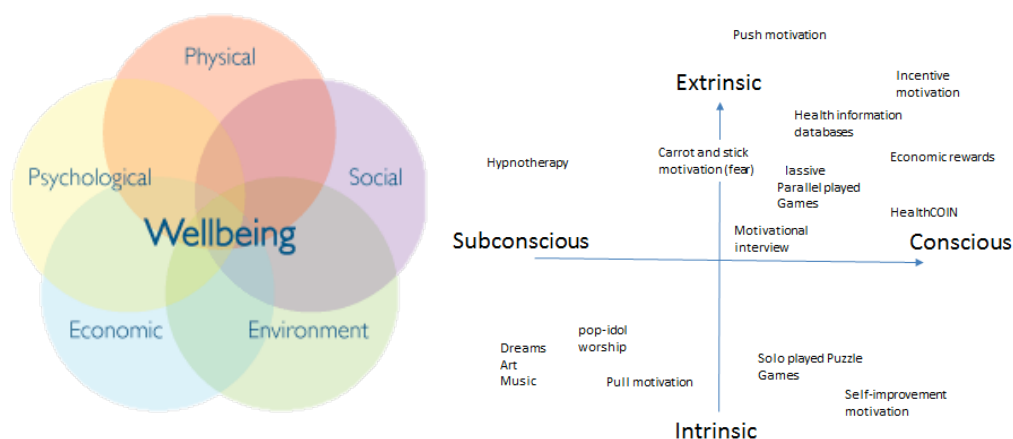 Physical
Psychological
Social
Wellbeing
Economic
Environment
Push motivation
Extrinsic
Incentive
motivation
Health information
databases
Hypnotherapy
Carrot and stick
motivation (fear)
Economic rewards
Iassive
Parallel played
Games
HealthCOIN
Motivational
interview
Subconscious
Conscious
pop-idol
worship
Dreams
Art
Music
Pull motivation
Solo played Puzzle
Games
Self-improvement
motivation
Intrinsic